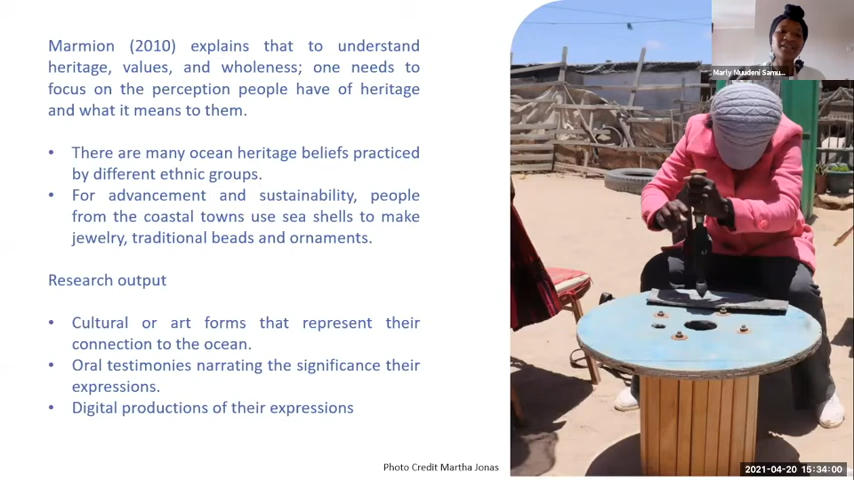 Marmion (2010) explains that to understand
heritage, values, and wholeness; one needs to
focus on the perception people have of heritage
and what it means to them.
• There are many ocean heritage beliefs practiced
by different ethnic groups.
• For advancement and sustainability, people
from the coastal towns use sea shells to make
jewelry, traditional beads and ornaments.
Research output
• Cultural or art forms that represent their
connection to the ocean.
• Oral testimonies narrating the significance their
expressions.
• Digital productions of their expressions
Photo Credit Martha Jonas
Marly Muudeni Samu...
2021-04-20 15:34:00